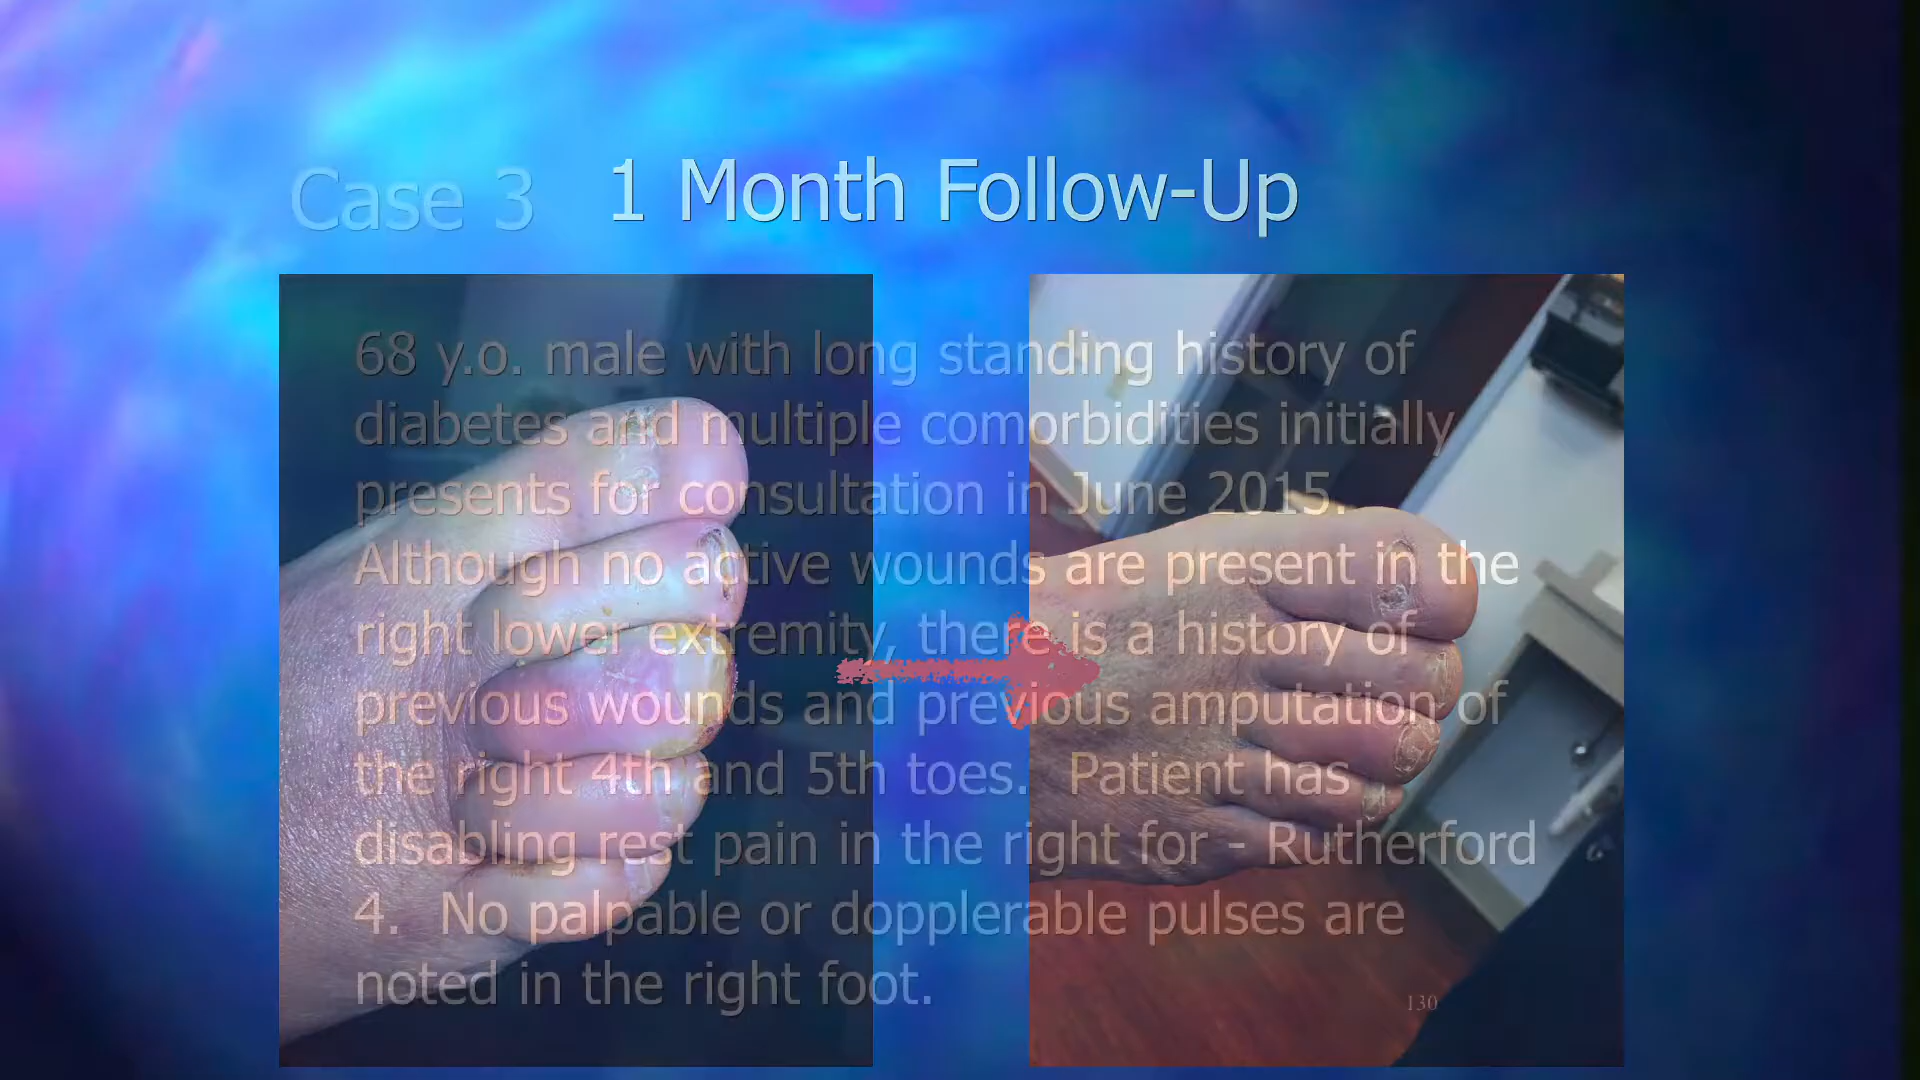 Case 3
1 Month Follow-Up
68 y.o. male with long standing history of
diabetes and multiple comorbidities initially
presents for consultation in June 2015.
Although no active wounds are present in the
right lower extremity, there is a history of
previous wounds and previous amputation of
the right 4th and 5th toes. Patient has
disabling rest pain in the right for - Rutherford
4. No palpable or dopplerable pulses are
noted in the right foot.
130